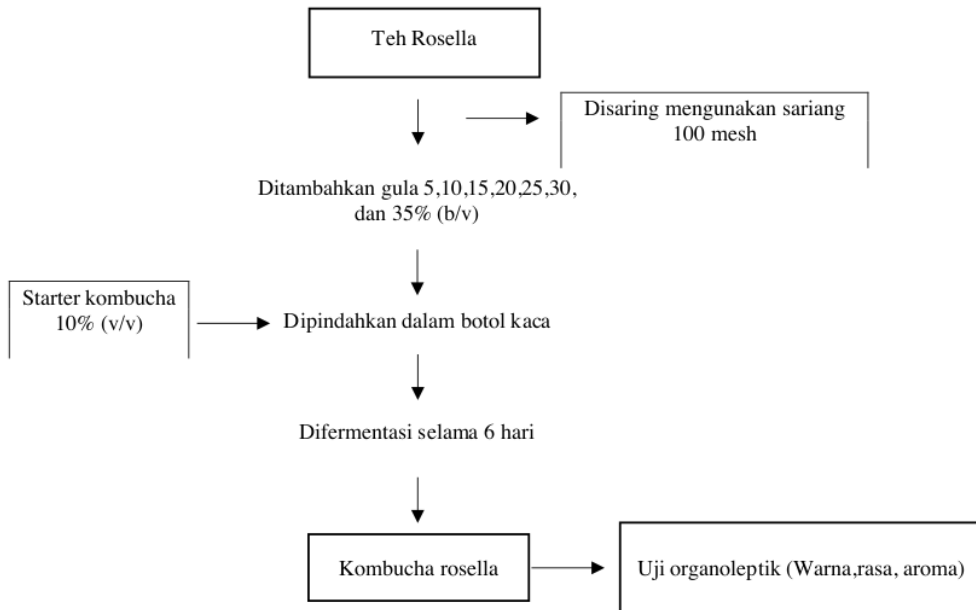 Teh Rosella
Disaring mengunakan sariang
100 mesh
Ditambahkan gula 5,10,15,20,25,30,
dan 35% (b/v)
Starter kombucha
10% (v/v)
Dipindahkan dalam botol kaca
Difermentasi selama 6 hari
Kombucha rosella
Uji organoleptik (Warna,rasa, aroma)